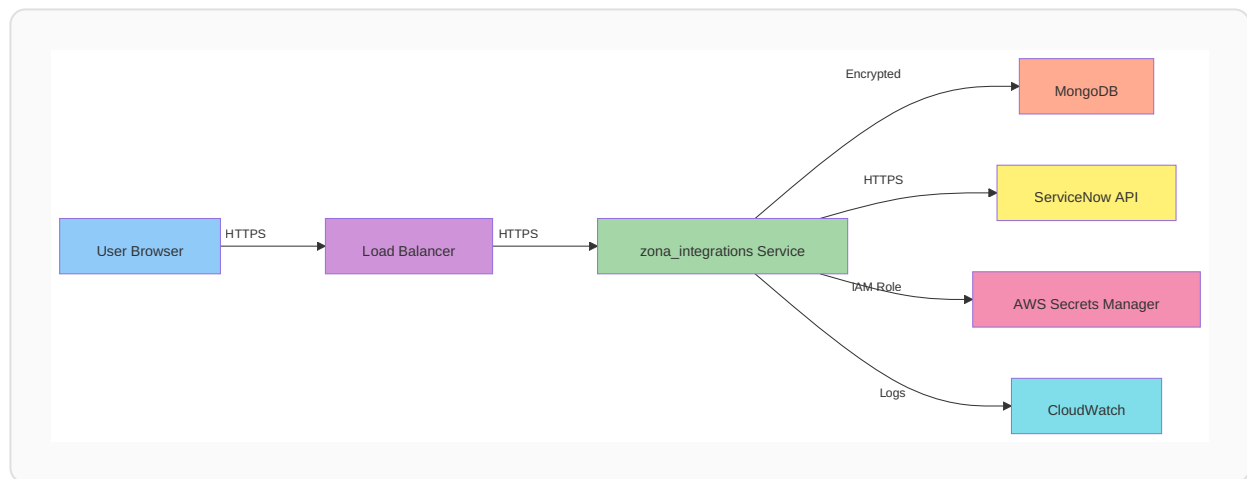 User Browser
HTTPS
Load Balancer
HTTPS
zona_integrations Service
Encrypted
MongoDB
HTTPS
ServiceNow API
IAM Role
AWS Secrets Manager
Logs
CloudWatch